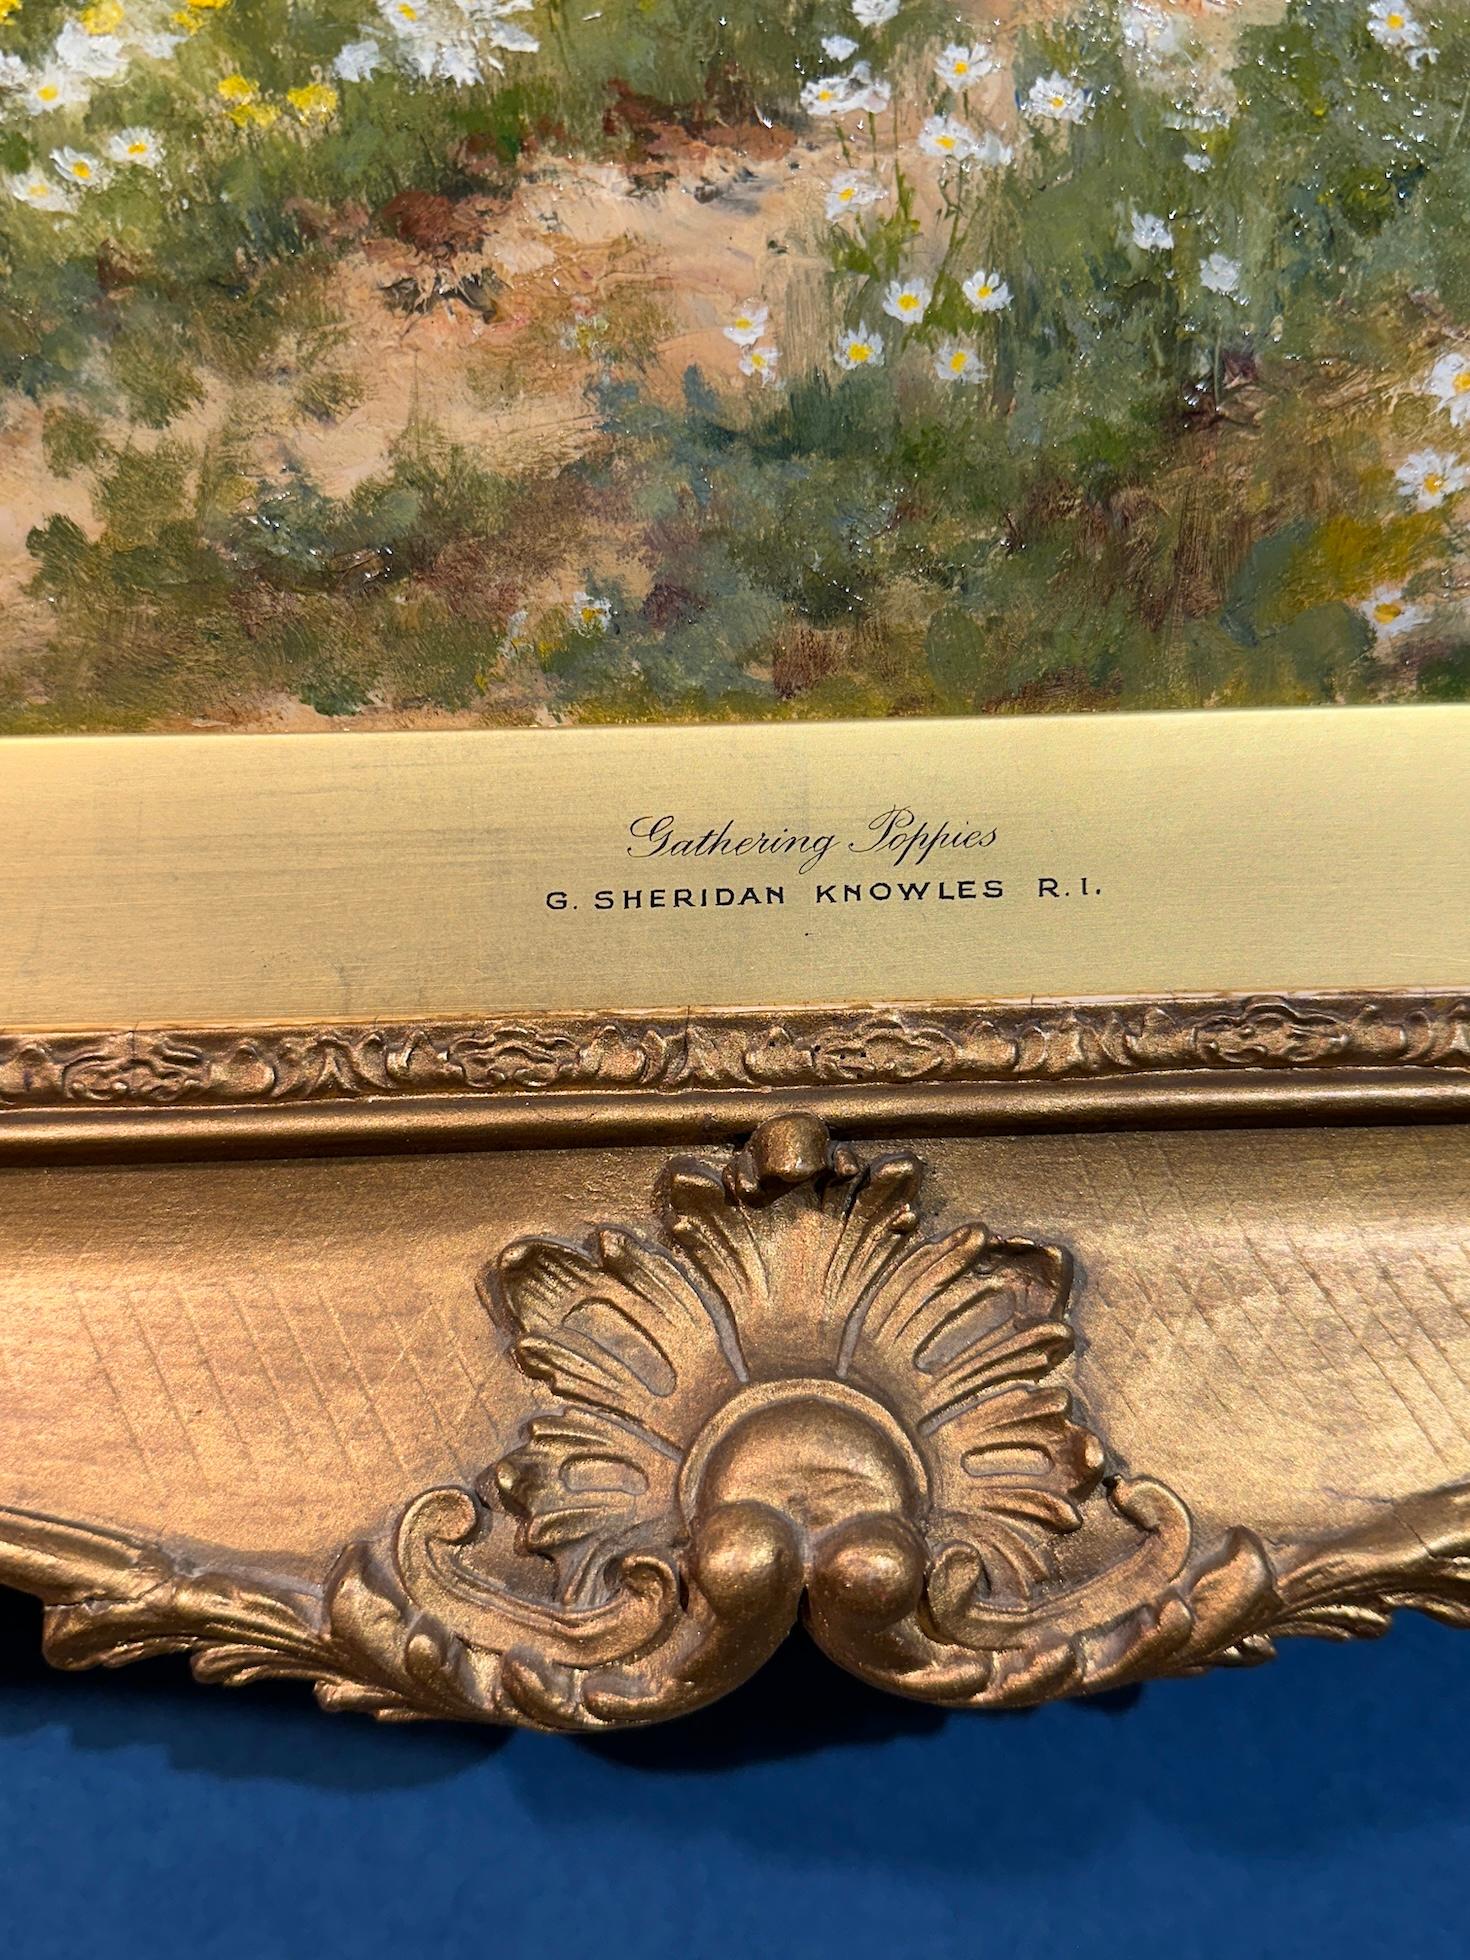 Gathering Poppies
G. SHERIDAN KNOWLES R.I.